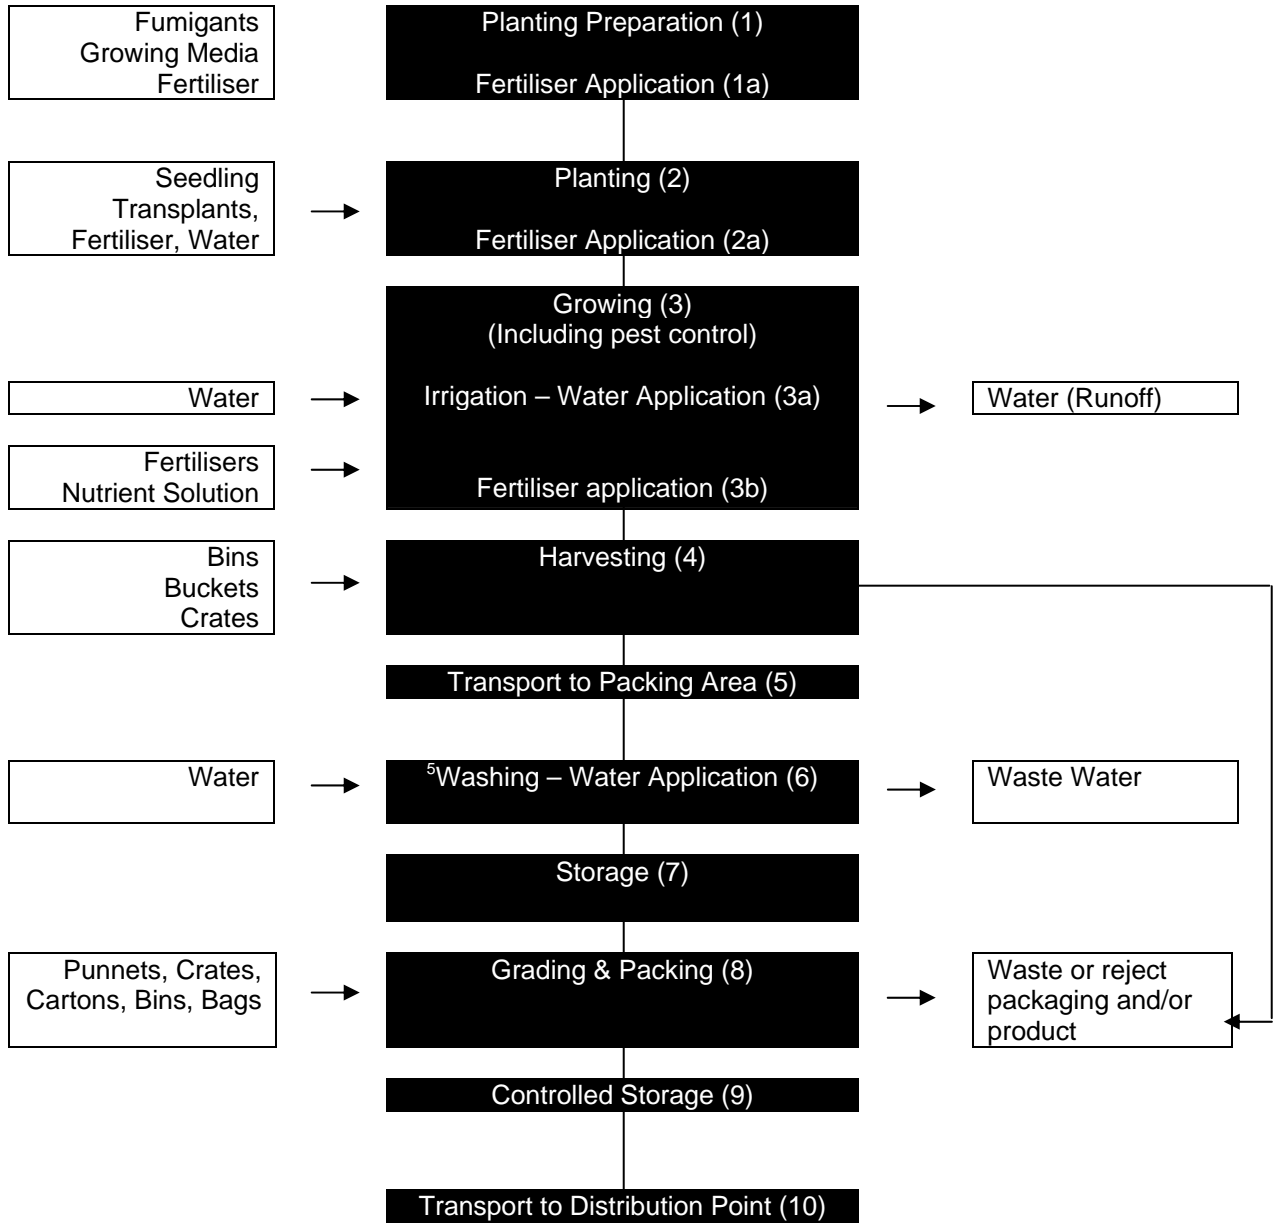 Fumigants
Growing Media
Fertiliser
Planting Preparation (1)
Fertiliser Application (1a)
Seedling
Transplants,
Fertiliser, Water
Planting (2)
Fertiliser Application (2a)
Growing (3)
(Including pest control)
Water
Irrigation – Water Application (3a)
Water (Runoff)
Fertilisers
Nutrient Solution
Fertiliser application (3b)
Bins
Buckets
Crates
Harvesting (4)
Transport to Packing Area (5)
Water
⁵Washing – Water Application (6)
Waste Water
Storage (7)
Punnets, Crates,
Cartons, Bins, Bags
Grading & Packing (8)
Waste or reject
packaging and/or
product
Controlled Storage (9)
Transport to Distribution Point (10)